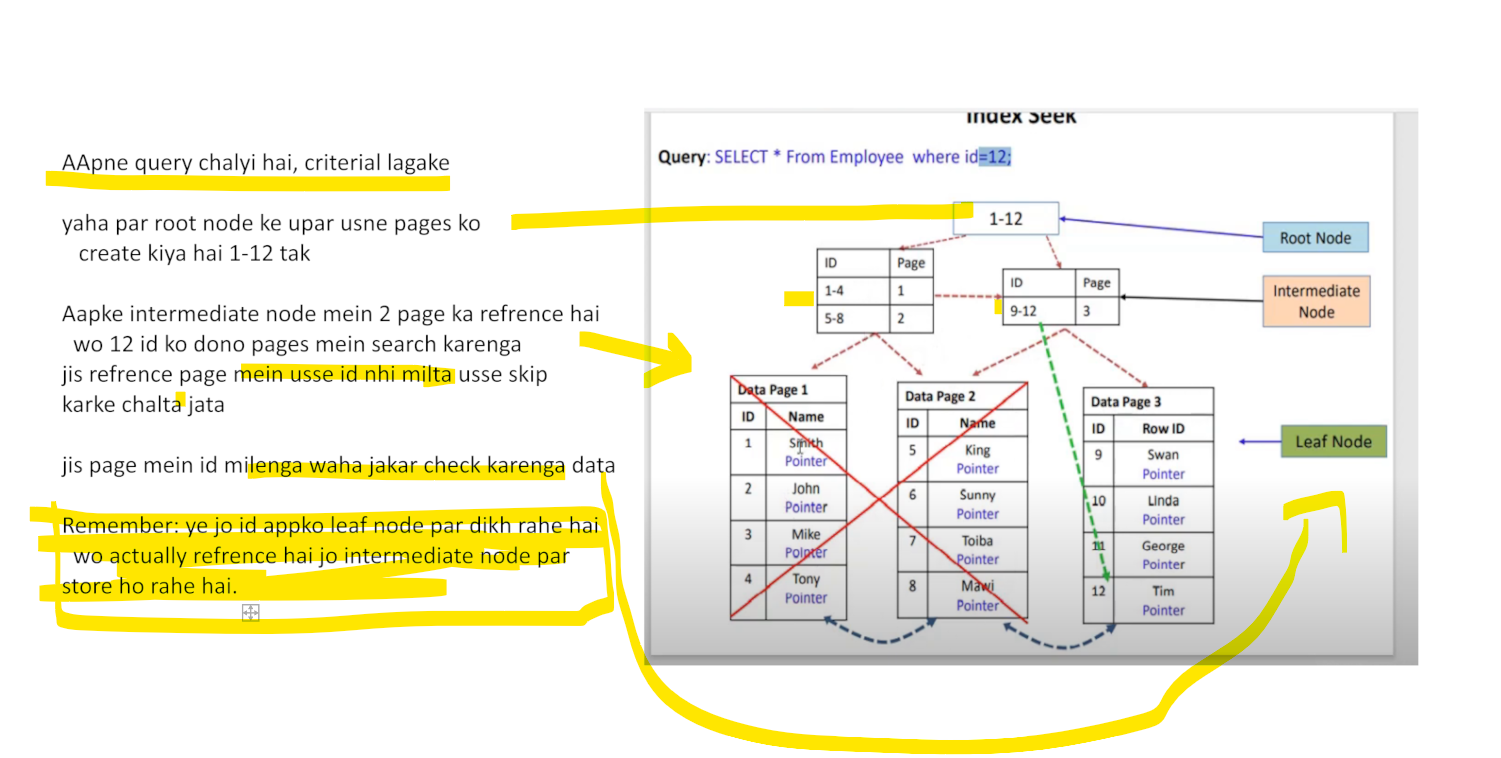 AApne query chalyi hai, criterial lagake
yaha par root node ke upar usne pages ko
create kiya hai 1-12 tak
Aapke intermediate node mein 2 page ka refrence hai
wo 12 id ko dono pages mein search karenga
jis refrence page mein usse id nhi milta usse skip
karke chalta jata
jis page mein id milenga waha jakar check karenga data
Remember: ye jo id appko leaf node par dikh rahe hai
wo actually refrence hai jo intermediate node par
store ho rahe hai.
Index Seek
Query: SELECT * From Employee where id=12;
1-12
Root Node
ID Page
1-4 1
5-8 2
ID Page
9-12 3
Intermediate
Node
Data Page 1
ID Name
1 Smith
Pointer
2 John
Pointer
3 Mike
Pointer
4 Tony
Pointer
Data Page 2
ID Name
5 King
Pointer
6 Sunny
Pointer
7 Toiba
Pointer
8 Mawi
Pointer
Data Page 3
ID Row ID
9 Swan
Pointer
10 Linda
Pointer
11 George
Pointer
12 Tim
Pointer
Leaf Node